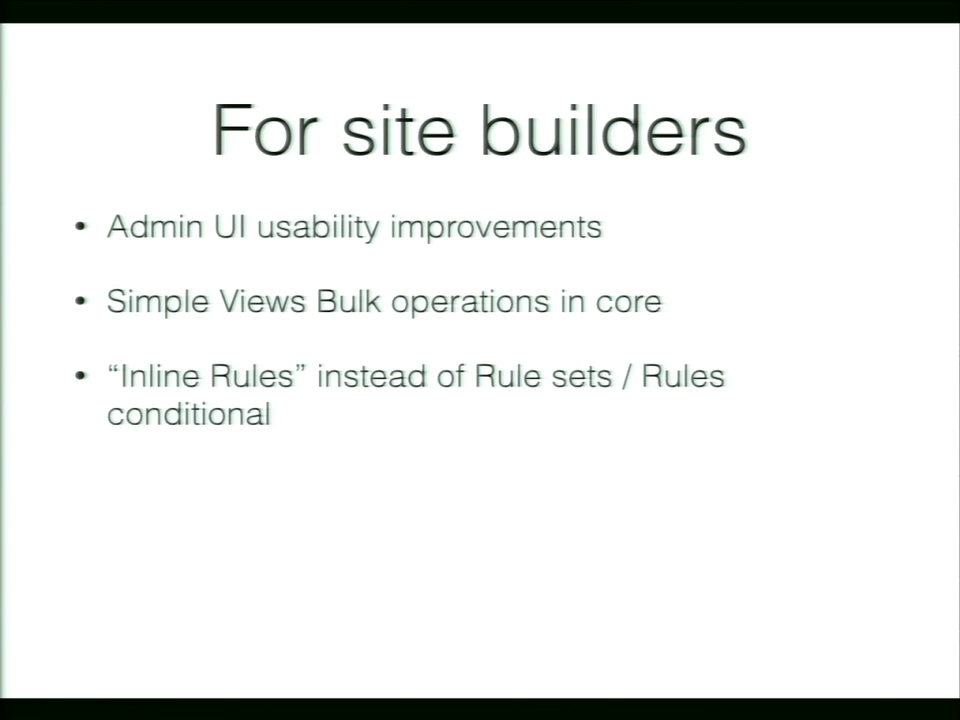 For site builders
• Admin UI usability improvements
• Simple Views Bulk operations in core
• “Inline Rules” instead of Rule sets / Rules
conditional